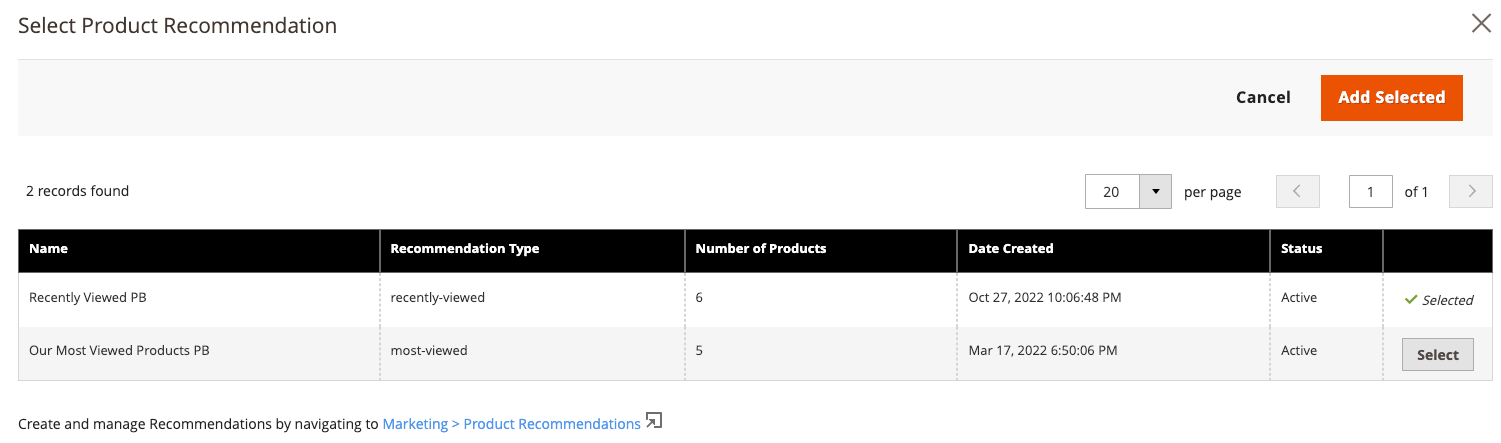 Select Product Recommendation
Cancel Add Selected
2 records found 20 per page 1 of 1
Name Recommendation Type Number of Products Date Created Status
Recently Viewed PB recently-viewed 6 Oct 27, 2022 10:06:48 PM Active Selected
Our Most Viewed Products PB most-viewed 5 Mar 17, 2022 6:50:06 PM Active Select
Create and manage Recommendations by navigating to Marketing > Product Recommendations